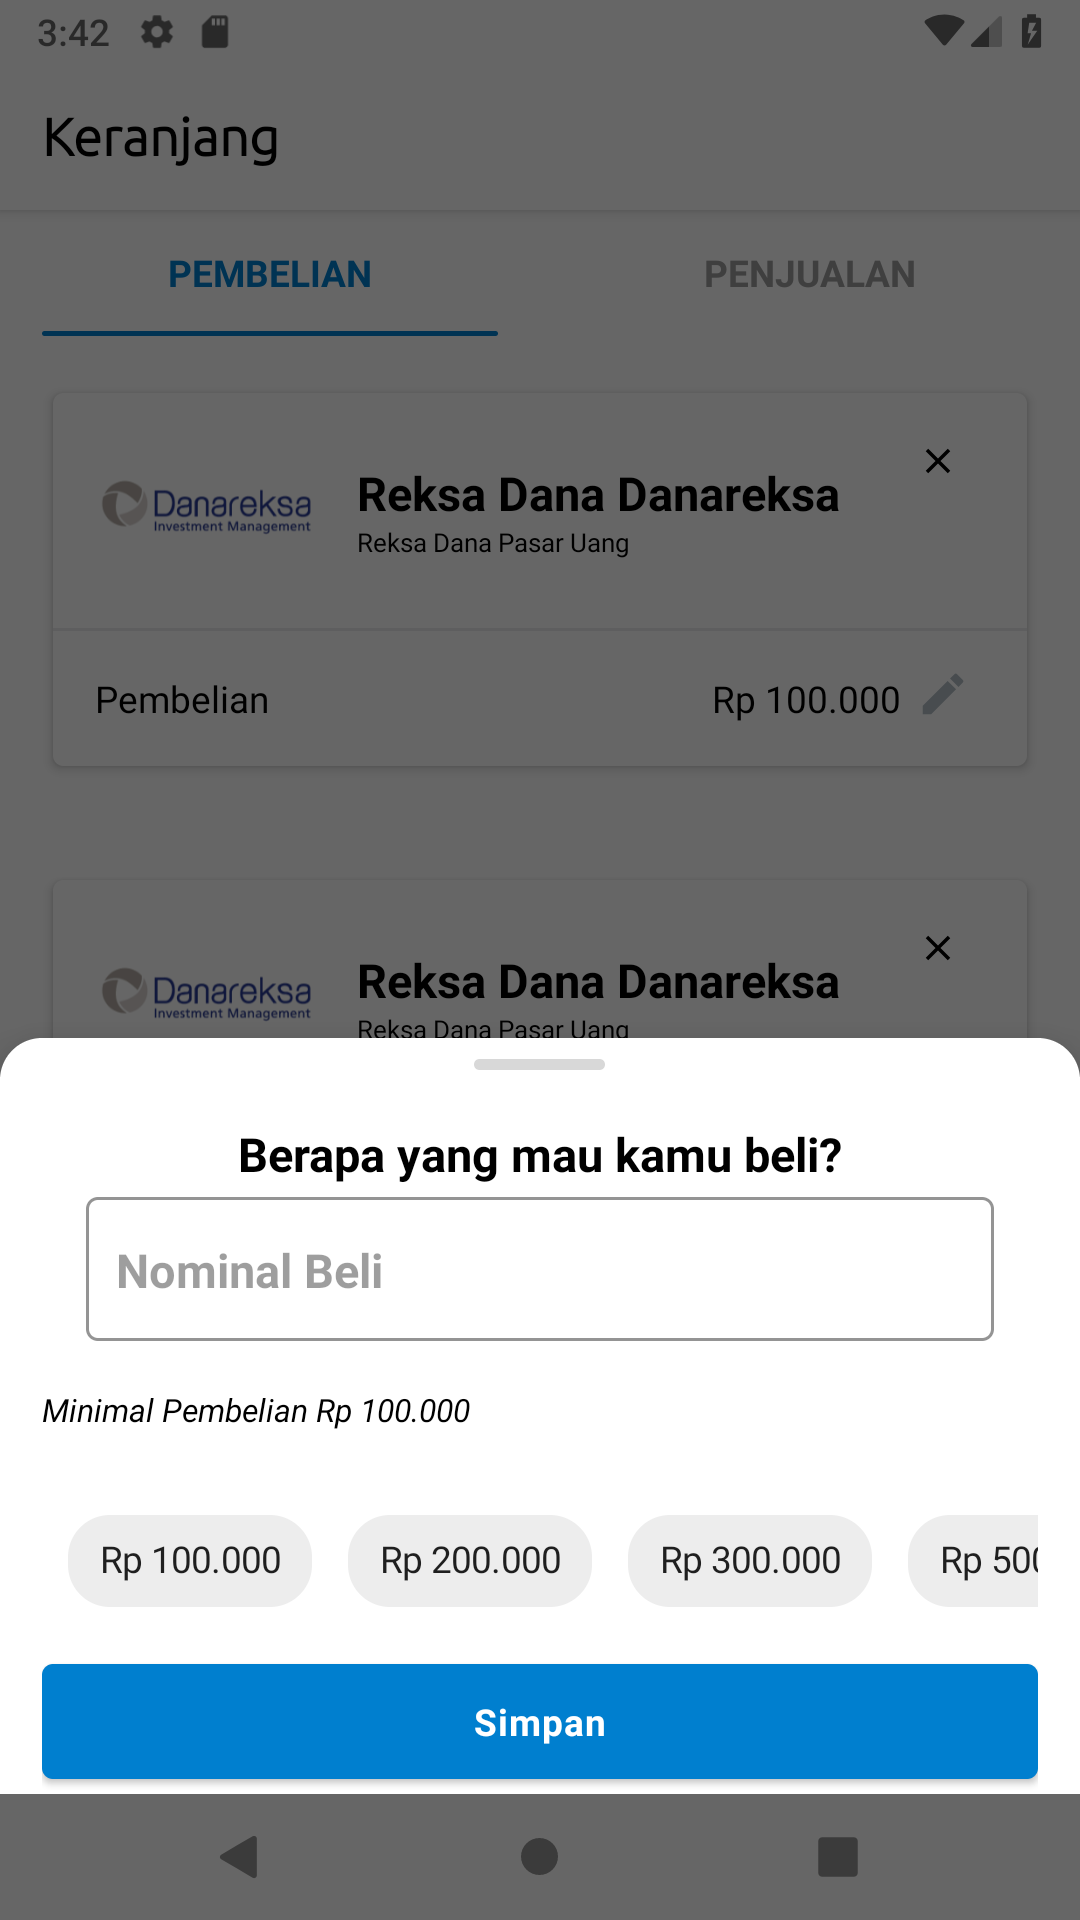 3:42
Keranjang
PEMBELIAN
PENJUALAN
Danareksa
Investment Management
Reksa Dana Danareksa
Reksa Dana Pasar Uang
Pembelian
Rp 100.000
Danareksa
Investment Management
Reksa Dana Danareksa
Reksa Dana Pasar Uang
Berapa yang mau kamu beli?
Nominal Beli
Minimal Pembelian Rp 100.000
Rp 100.000
Rp 200.000
Rp 300.000
Rp 500
Simpan